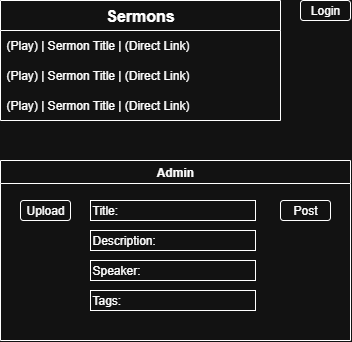 Sermons
Login
(Play) | Sermon Title | (Direct Link)
(Play) | Sermon Title | (Direct Link)
(Play) | Sermon Title | (Direct Link)
Admin
Upload
Title:
Post
Description:
Speaker:
Tags: